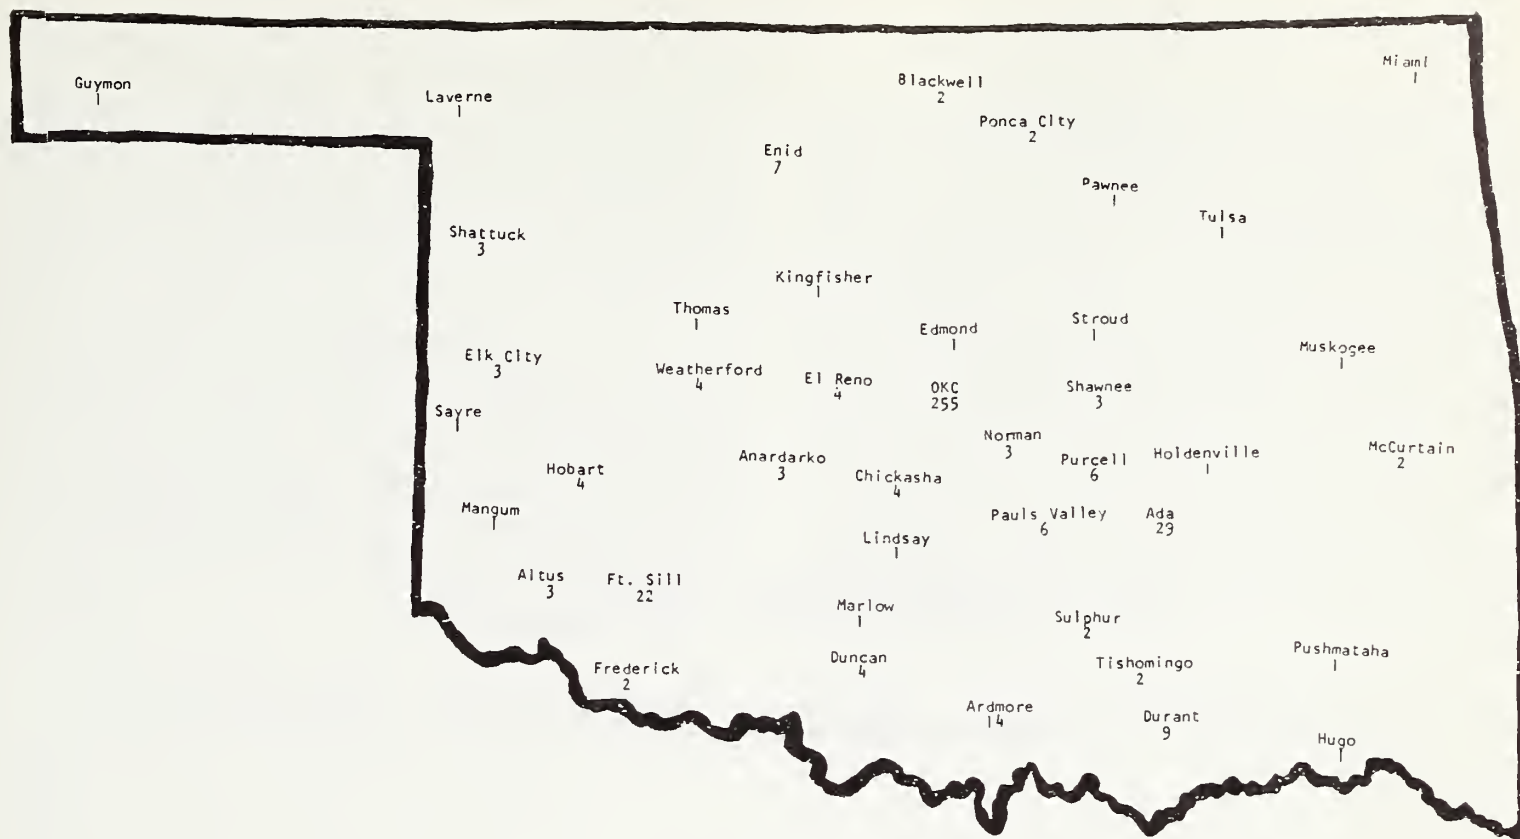 Guymon
1
Laverne
1
Blackwell
2
Miami
1
Ponca City
2
Enid
7
Pawnee
1
Tulsa
1
Shattuck
3
Kingfisher
1
Thomas
1
Edmond
1
Stroud
1
Muskogee
1
Elk City
3
Weatherford
4
El Reno
4
OKC
255
Shawnee
3
Sayre
1
Norman
3
Purcell
6
Holdenville
1
McCurtain
2
Hobart
4
Anardarko
3
Chickasha
4
Mangum
1
Pauls Valley
6
Ada
29
Lindsay
1
Altus
3
Ft. Sill
22
Marlow
1
Sulphur
2
Frederick
2
Duncan
4
Tishomingo
2
Pushmataha
1
Ardmore
14
Durant
9
Hugo
1